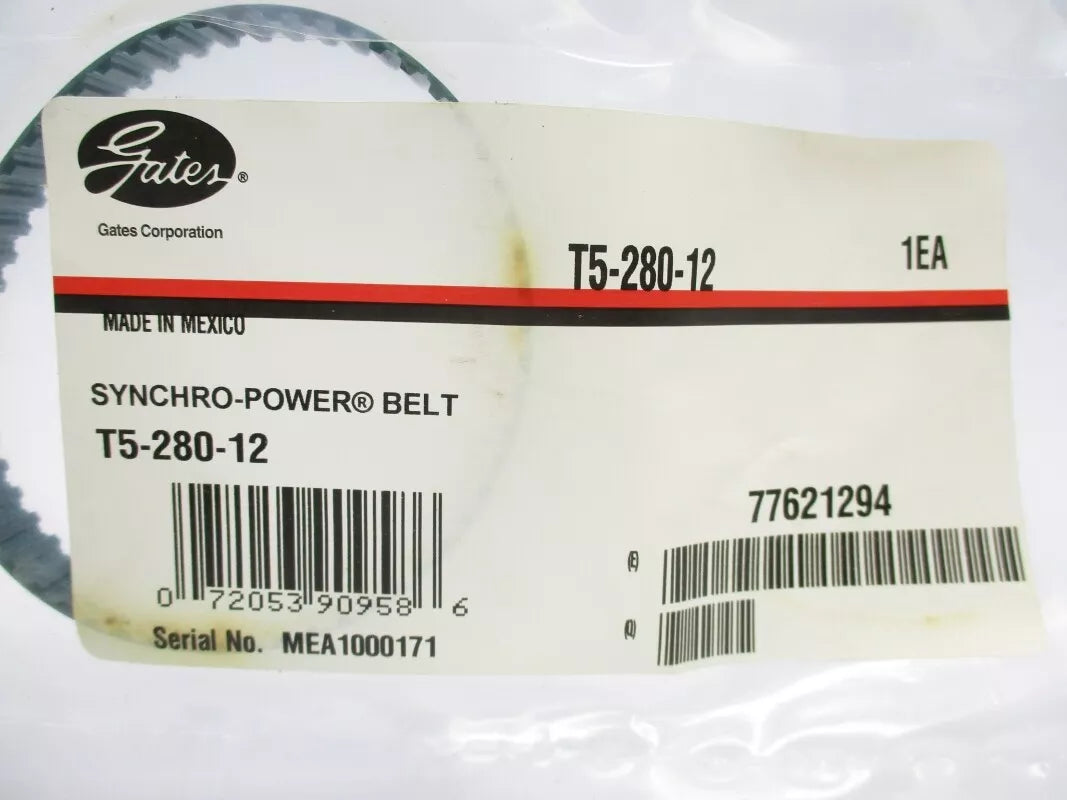 Gates®
Gates Corporation
T5-280-12
1EA
MADE IN MEXICO
SYNCHRO-POWER® BELT
T5-280-12
77621294
(E)
0 72053 90958 6
(Q)
Serial No. MEA1000171